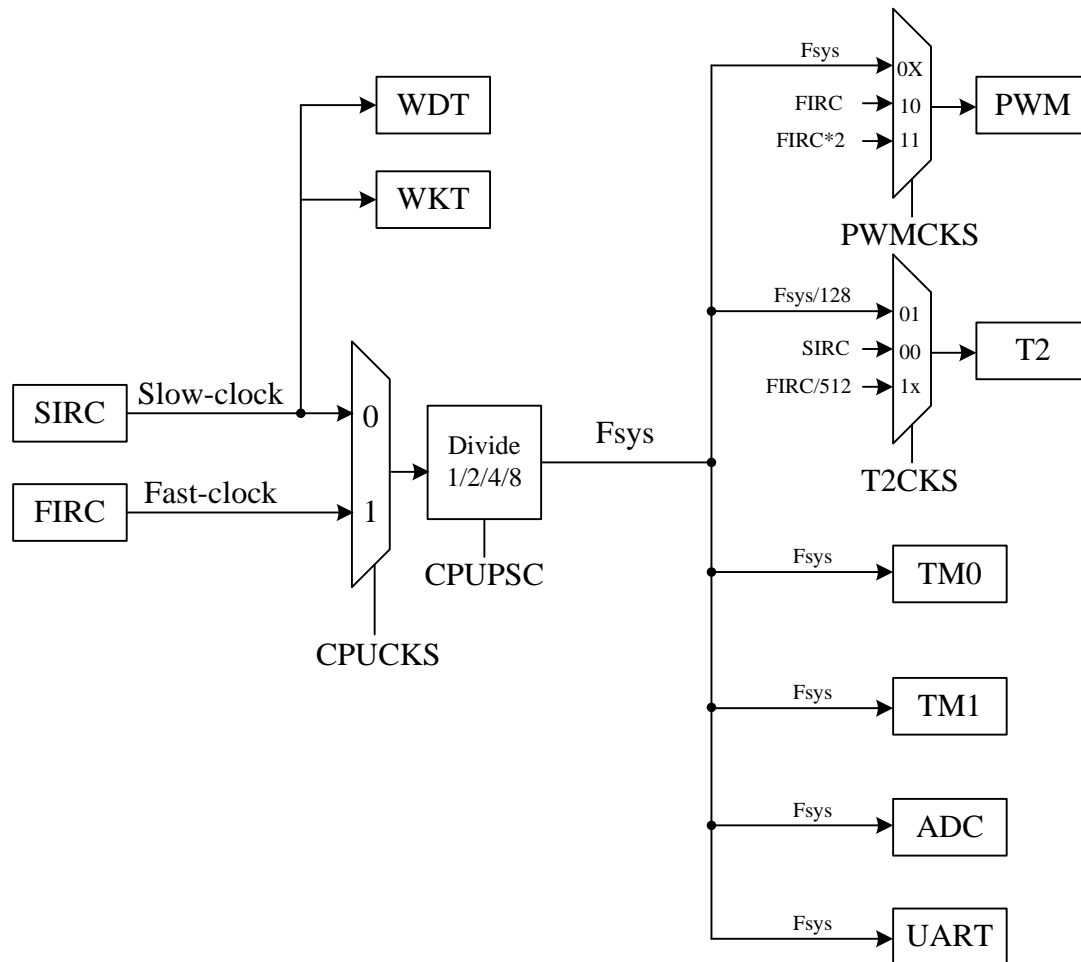 Fsys
0X
WDT
FIRC
10
PWM
FIRC*2
11
WKT
PWMCKS
Fsys/128
01
SIRC
00
T2
FIRC/512
1x
SIRC
Slow-clock
0
Divide
1/2/4/8
Fsys
T2CKS
FIRC
Fast-clock
1
CPUPSC
Fsys
TM0
CPUCKS
Fsys
TM1
Fsys
ADC
Fsys
UART